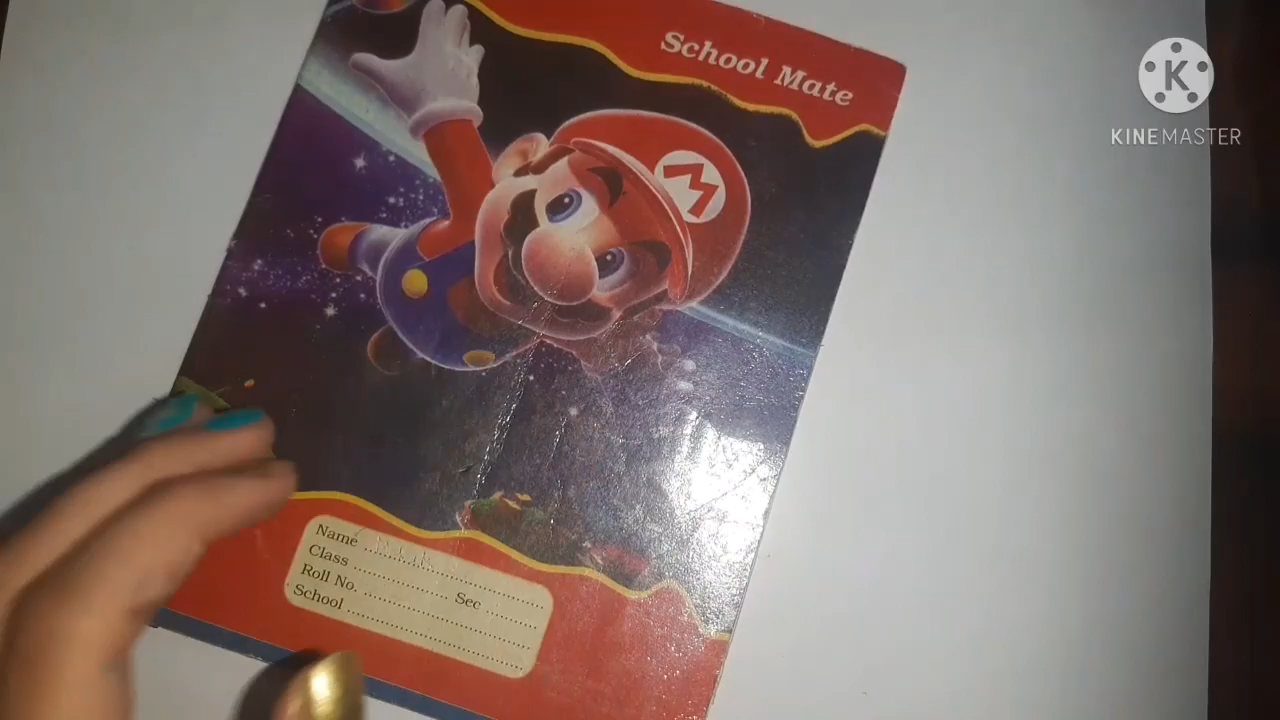 School Mate
M
K
KINEMASTER
Name ................................
Class ................................
Roll No. ................ Sec .........
School ................................
................................